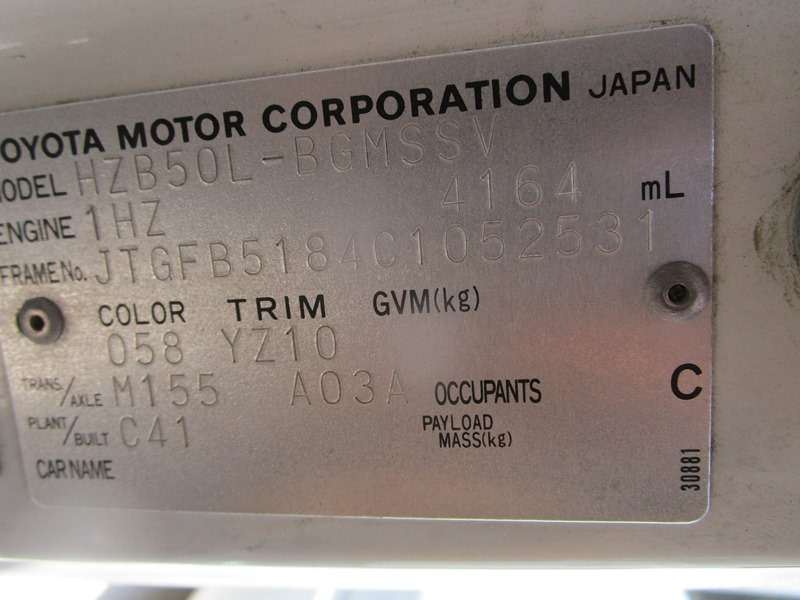 TOYOTA MOTOR CORPORATION JAPAN
MODEL HZB50L-BGMSSV
ENGINE 1HZ 4164 mL
FRAME No. JTGFB5184C1052531
COLOR TRIM GVM(kg)
058 YZ10
TRANS./AXLE M155 A03A OCCUPANTS C
PLANT/BUILT C41 PAYLOAD MASS(kg)
CAR NAME
30881